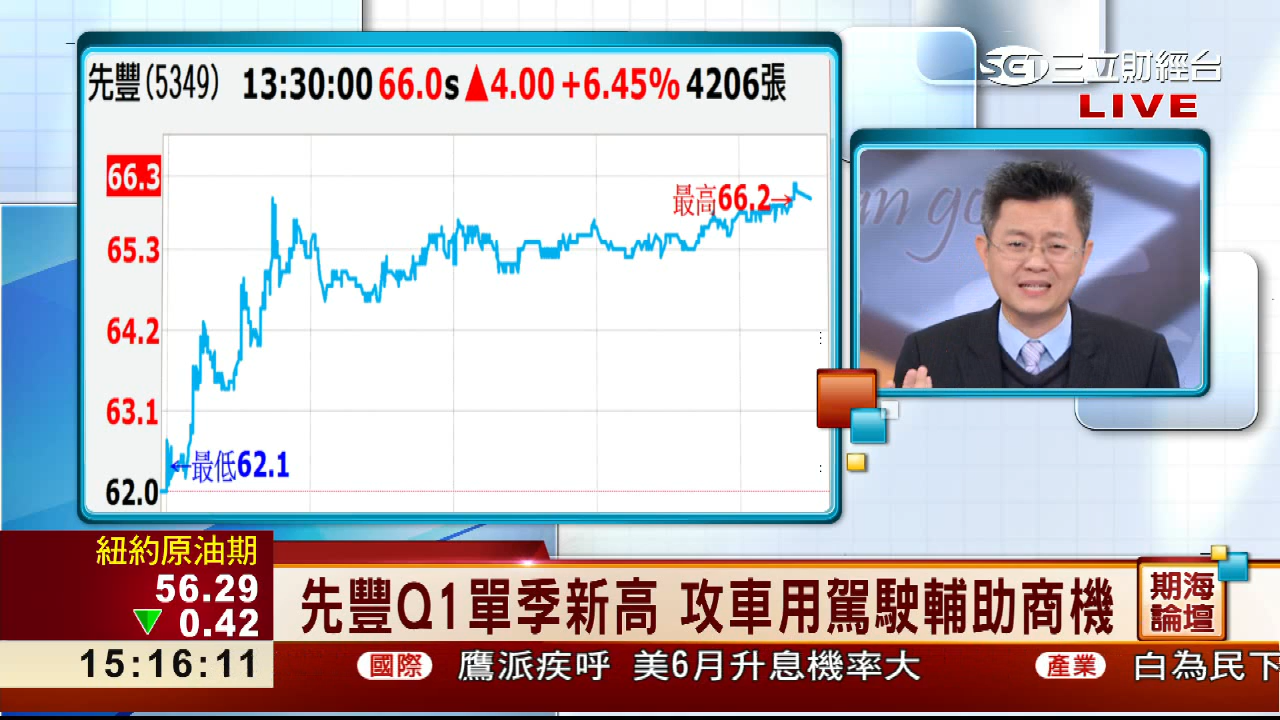 先豐(5349) 13:30:00 66.0s▲4.00 +6.45% 4206張
SET三立財經台
LIVE
66.3
65.3
64.2
63.1
62.0
最高66.2→
←最低62.1
an go
紐約原油期
56.29
▼ 0.42
15:16:11
先豐Q1單季新高 攻車用駕駛輔助商機
期海
論壇
國際 鷹派疾呼 美6月升息機率大
產業 白為民下